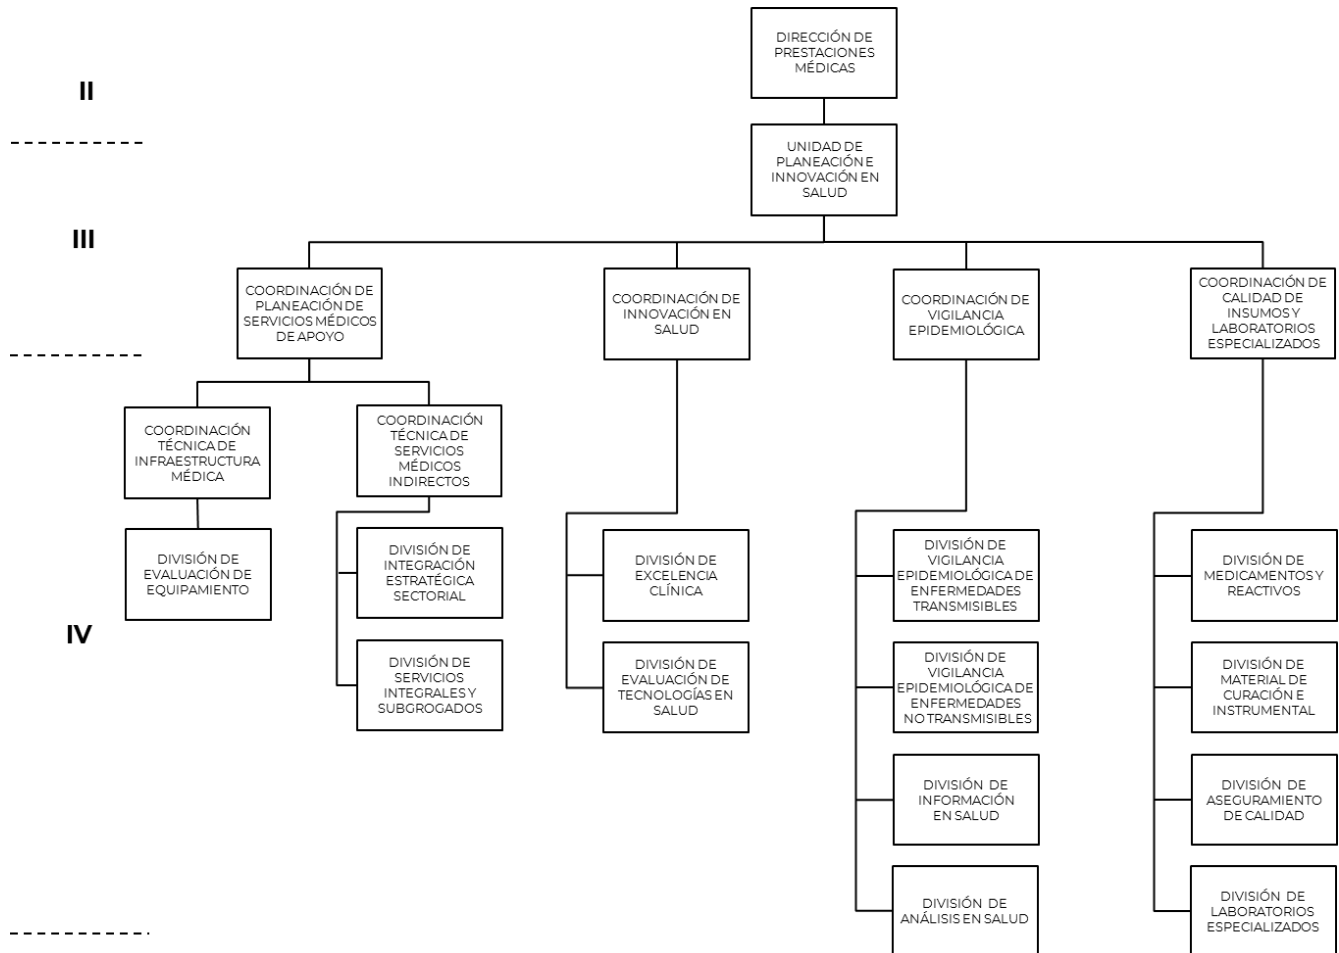 DIRECCIÓN DE
PRESTACIONES
MÉDICAS
II
UNIDAD DE
PLANEACIÓN E
INNOVACIÓN EN
SALUD
III
COORDINACIÓN DE
PLANEACIÓN DE
SERVICIOS MÉDICOS
DE APOYO
COORDINACIÓN DE
INNOVACIÓN EN
SALUD
COORDINACIÓN DE
VIGILANCIA
EPIDEMIOLÓGICA
COORDINACIÓN DE
CALIDAD DE
INSUMOS Y
LABORATORIOS
ESPECIALIZADOS
COORDINACIÓN
TÉCNICA DE
INFRAESTRUCTURA
MÉDICA
COORDINACIÓN
TÉCNICA DE
SERVICIOS
MÉDICOS
INDIRECTOS
DIVISIÓN DE
EVALUACIÓN DE
EQUIPAMIENTO
DIVISIÓN DE
INTEGRACIÓN
ESTRATÉGICA
SECTORIAL
DIVISIÓN DE
EXCELENCIA
CLÍNICA
DIVISIÓN DE
VIGILANCIA
EPIDEMIOLÓGICA DE
ENFERMEDADES
TRANSMISIBLES
DIVISIÓN DE
MEDICAMENTOS Y
REACTIVOS
IV
DIVISIÓN DE
SERVICIOS
INTEGRALES Y
SUBGROGADOS
DIVISIÓN DE
EVALUACIÓN DE
TECNOLOGÍAS EN
SALUD
DIVISIÓN DE
VIGILANCIA
EPIDEMIOLÓGICA DE
ENFERMEDADES
NO TRANSMISIBLES
DIVISIÓN DE
MATERIAL DE
CURACIÓN E
INSTRUMENTAL
DIVISIÓN DE
INFORMACIÓN
EN SALUD
DIVISIÓN DE
ASEGURAMIENTO
DE CALIDAD
DIVISIÓN DE
ANÁLISIS EN SALUD
DIVISIÓN DE
LABORATORIOS
ESPECIALIZADOS